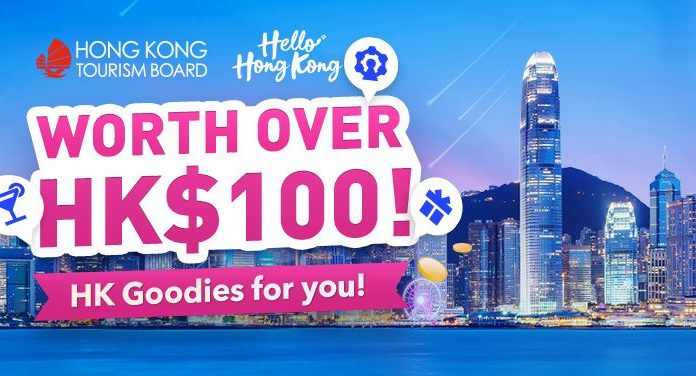 HONG KONG
TOURISM BOARD
Hello
Hong Kong
WORTH OVER
HK$100!
HK Goodies for you!